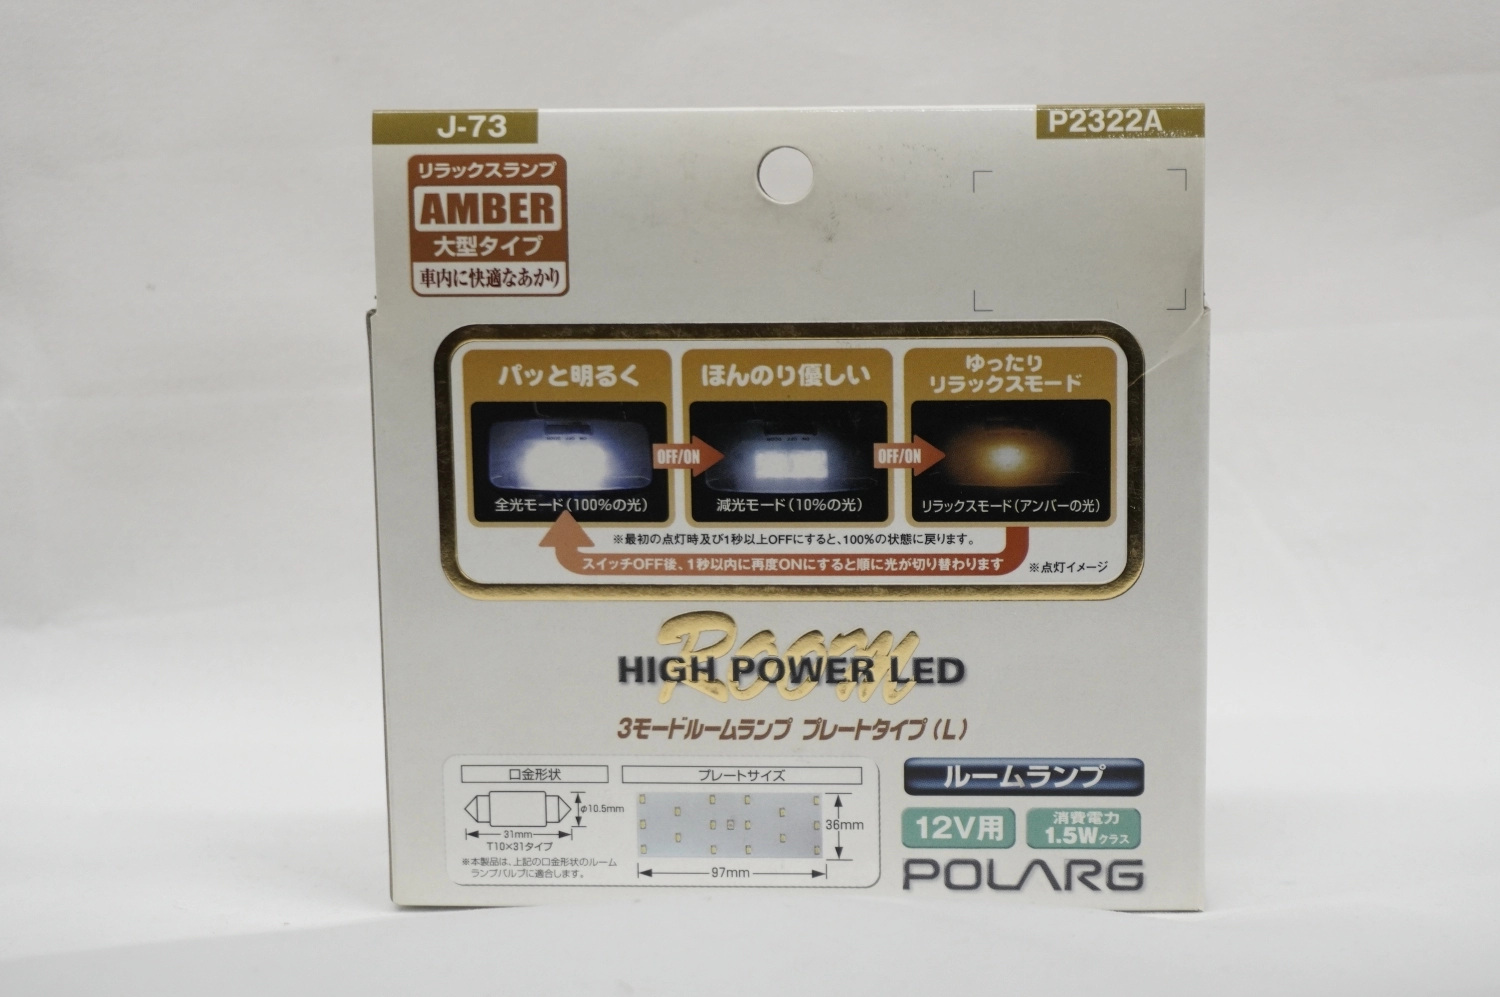 J-73
P2322A
リラックスランプ
AMBER
大型タイプ
車内に快適なあかり
パッと明るく
全光モード(100%の光)
OFF/ON
ほんのり優しい
減光モード(10%の光)
OFF/ON
ゆったり
リラックスモード
リラックスモード(アンバーの光)
※最初の点灯時及び1秒以上OFFにすると、100%の状態に戻ります。
スイッチOFF後、1秒以内に再度ONにすると順に光が切り替わります
※点灯イメージ
Room
HIGH POWER LED
3モードルームランプ プレートタイプ(L)
口金形状
φ10.5mm
31mm
T10×31タイプ
※本製品は、上記の口金形状のルーム
ランプバルブに適合します。
プレートサイズ
36mm
97mm
ルームランプ
12V用
消費電力
1.5Wクラス
POLARG